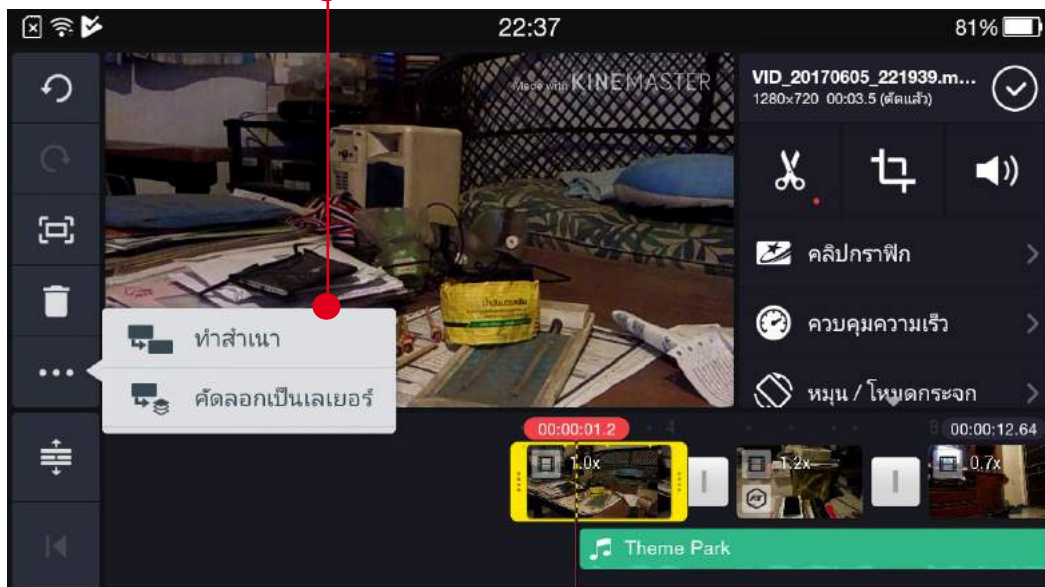 22:37
81%
Made with KINEMASTER
VID_20170605_221939.m...
1280×720 00:03.5 (ตัดแล้ว)
คลิปกราฟิก
ควบคุมความเร็ว
หมุน / โหมดกระจก
ทำสำเนา
คัดลอกเป็นเลเยอร์
00:00:01.2
4
8
00:00:12.64
1.0x
1.2x
0.7x
Theme Park